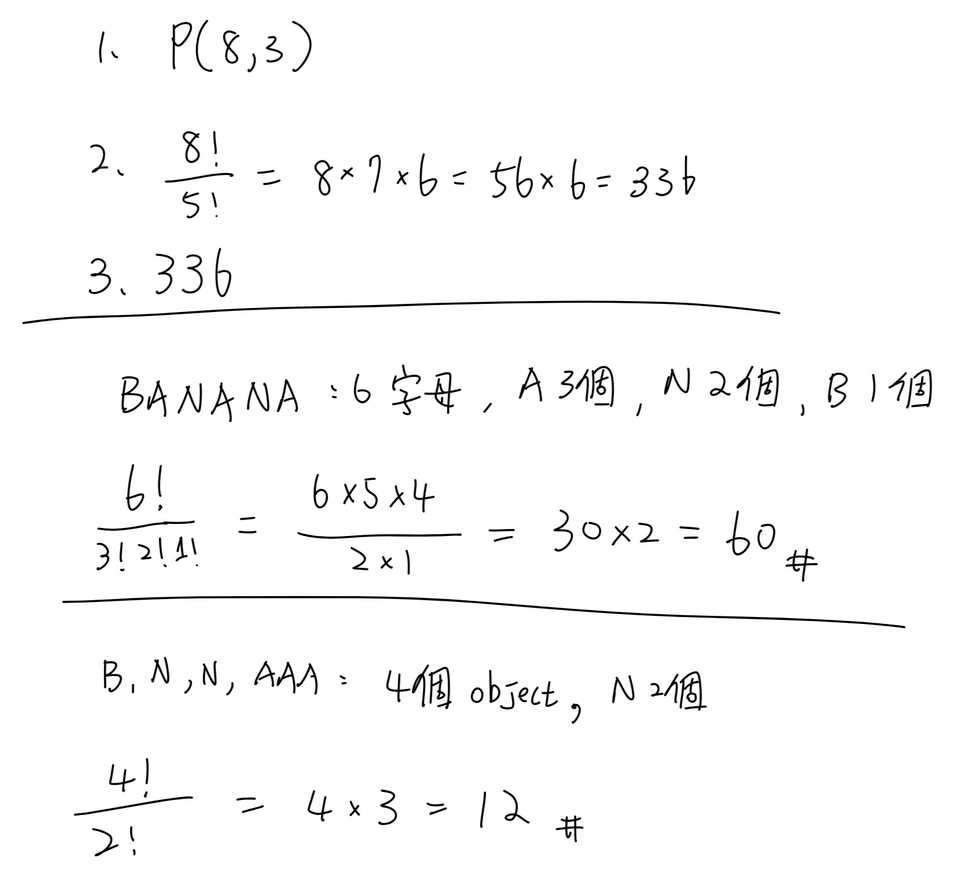 1、 P(8,3)
2、 8!/5! = 8×7×6 = 56×6 = 336
3、 336
BANANA : 6 字母, A 3個, N 2個, B 1個
6!/3!2!1! = 6×5×4/2×1 = 30×2 = 60 #
B, N, N, AAA : 4個 object, N 2個
4!/2! = 4×3 = 12 #